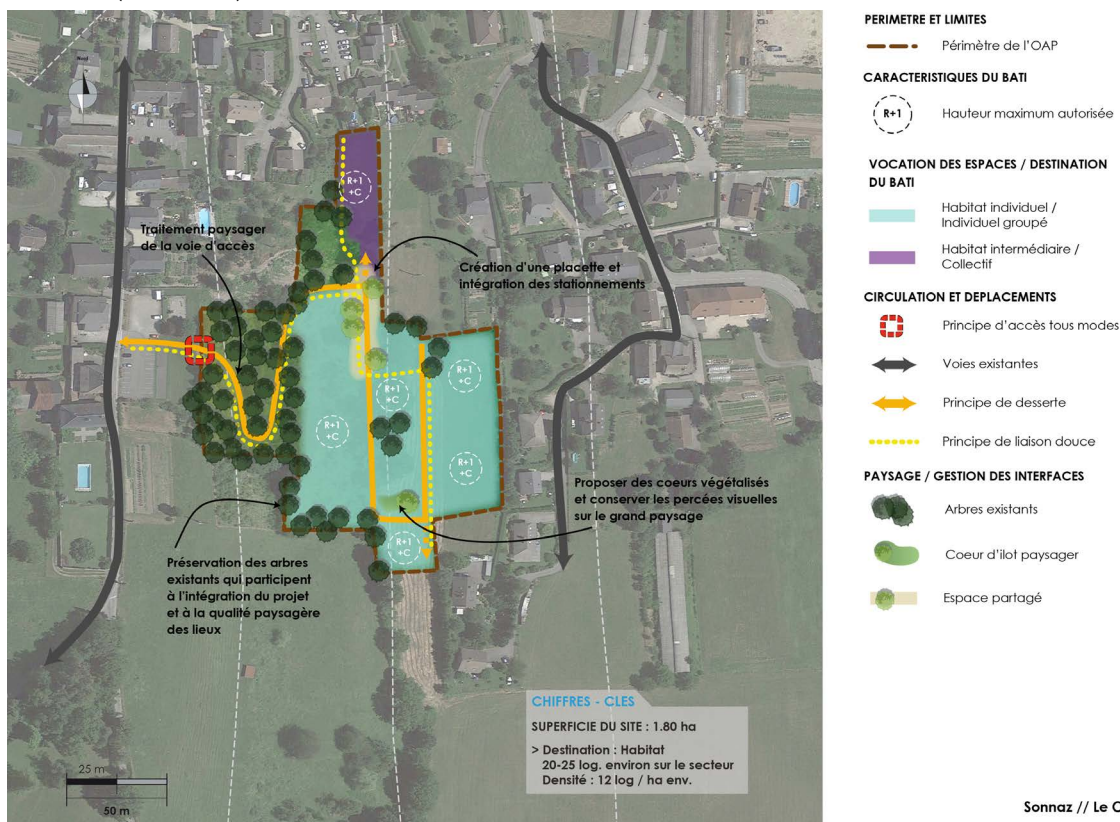 Nord
R+1
+C
Traitement paysager
de la voie d'accès
Création d'une placette et
intégration des stationnements
R+1
+C
R+1
+C
R+1
+C
R+1
+C
Proposer des coeurs végétalisés
et conserver les percées visuelles
sur le grand paysage
R+1
+C
Préservation des arbres
existants qui participent
à l'intégration du projet
et à la qualité paysagère
des lieux
CHIFFRES - CLES
SUPERFICIE DU SITE : 1.80 ha
> Destination : Habitat
20-25 log. environ sur le secteur
Densité : 12 log / ha env.
25 m
50 m
PERIMETRE ET LIMITES
Périmètre de l'OAP
CARACTERISTIQUES DU BATI
R+1
Hauteur maximum autorisée
VOCATION DES ESPACES / DESTINATION
DU BATI
Habitat individuel /
Individuel groupé
Habitat intermédiaire /
Collectif
CIRCULATION ET DEPLACEMENTS
Principe d'accès tous modes
Voies existantes
Principe de desserte
Principe de liaison douce
PAYSAGE / GESTION DES INTERFACES
Arbres existants
Coeur d'ilot paysager
Espace partagé
Sonnaz // Le C